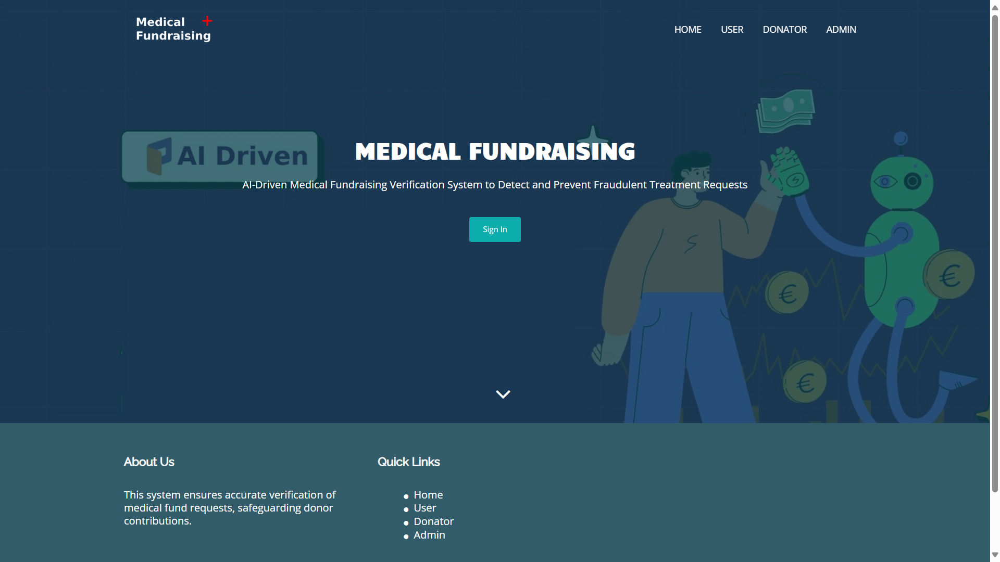 Medical +
Fundraising
HOME USER DONATOR ADMIN
AI Driven
MEDICAL FUNDRAISING
AI-Driven Medical Fundraising Verification System to Detect and Prevent Fraudulent Treatment Requests
Sign In
€
€
€
About Us
This system ensures accurate verification of
medical fund requests, safeguarding donor
contributions.
Quick Links
Home
User
Donator
Admin